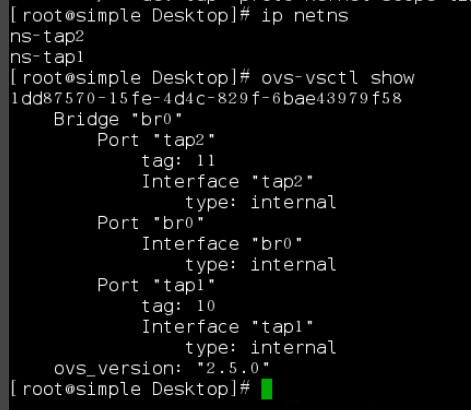 [root@simple Desktop]# ip netns
ns-tap2
ns-tap1
[root@simple Desktop]# ovs-vsctl show
1dd87570-15fe-4d4c-829f-6bae43979f58
    Bridge "br0"
        Port "tap2"
            tag: 11
            Interface "tap2"
                type: internal
        Port "br0"
            Interface "br0"
                type: internal
        Port "tap1"
            tag: 10
            Interface "tap1"
                type: internal
    ovs_version: "2.5.0"
[root@simple Desktop]#